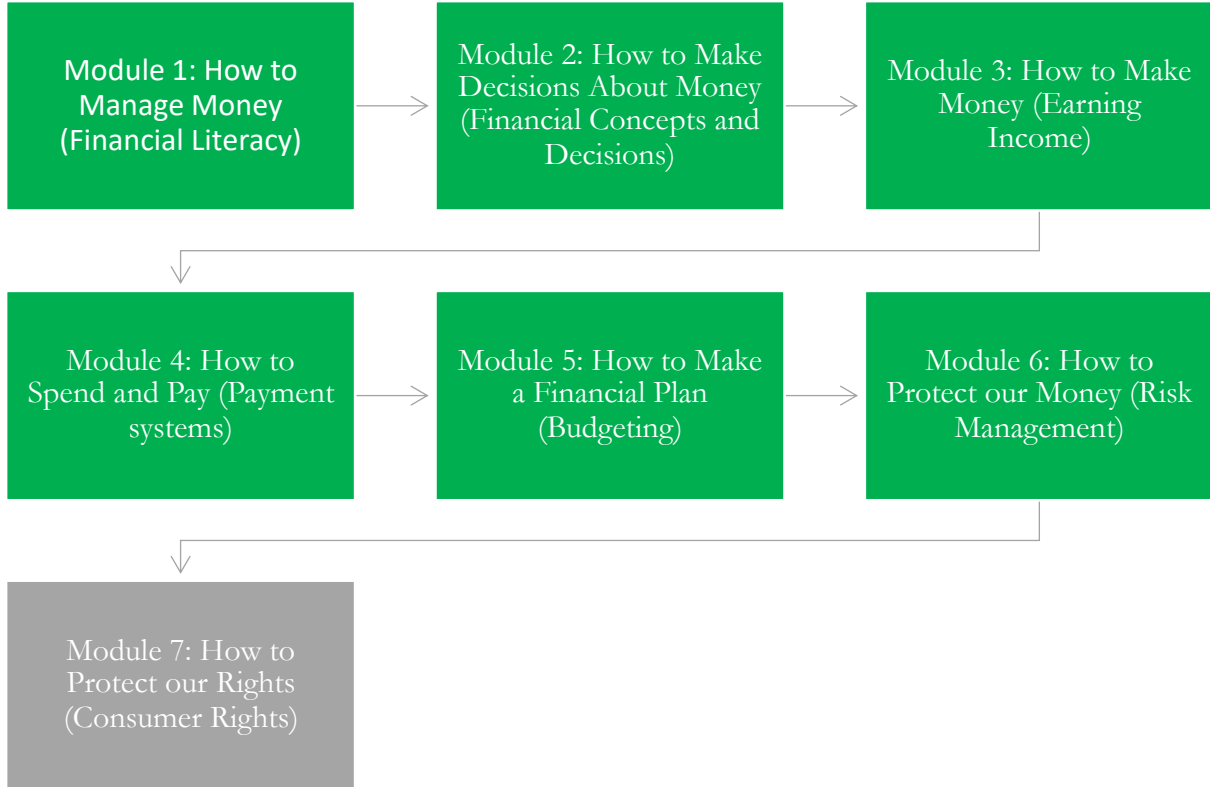 Module 1: How to
Manage Money
(Financial Literacy)
Module 2: How to Make
Decisions About Money
(Financial Concepts and
Decisions)
Module 3: How to Make
Money (Earning
Income)
Module 4: How to
Spend and Pay (Payment
systems)
Module 5: How to Make
a Financial Plan
(Budgeting)
Module 6: How to
Protect our Money (Risk
Management)
Module 7: How to
Protect our Rights
(Consumer Rights)